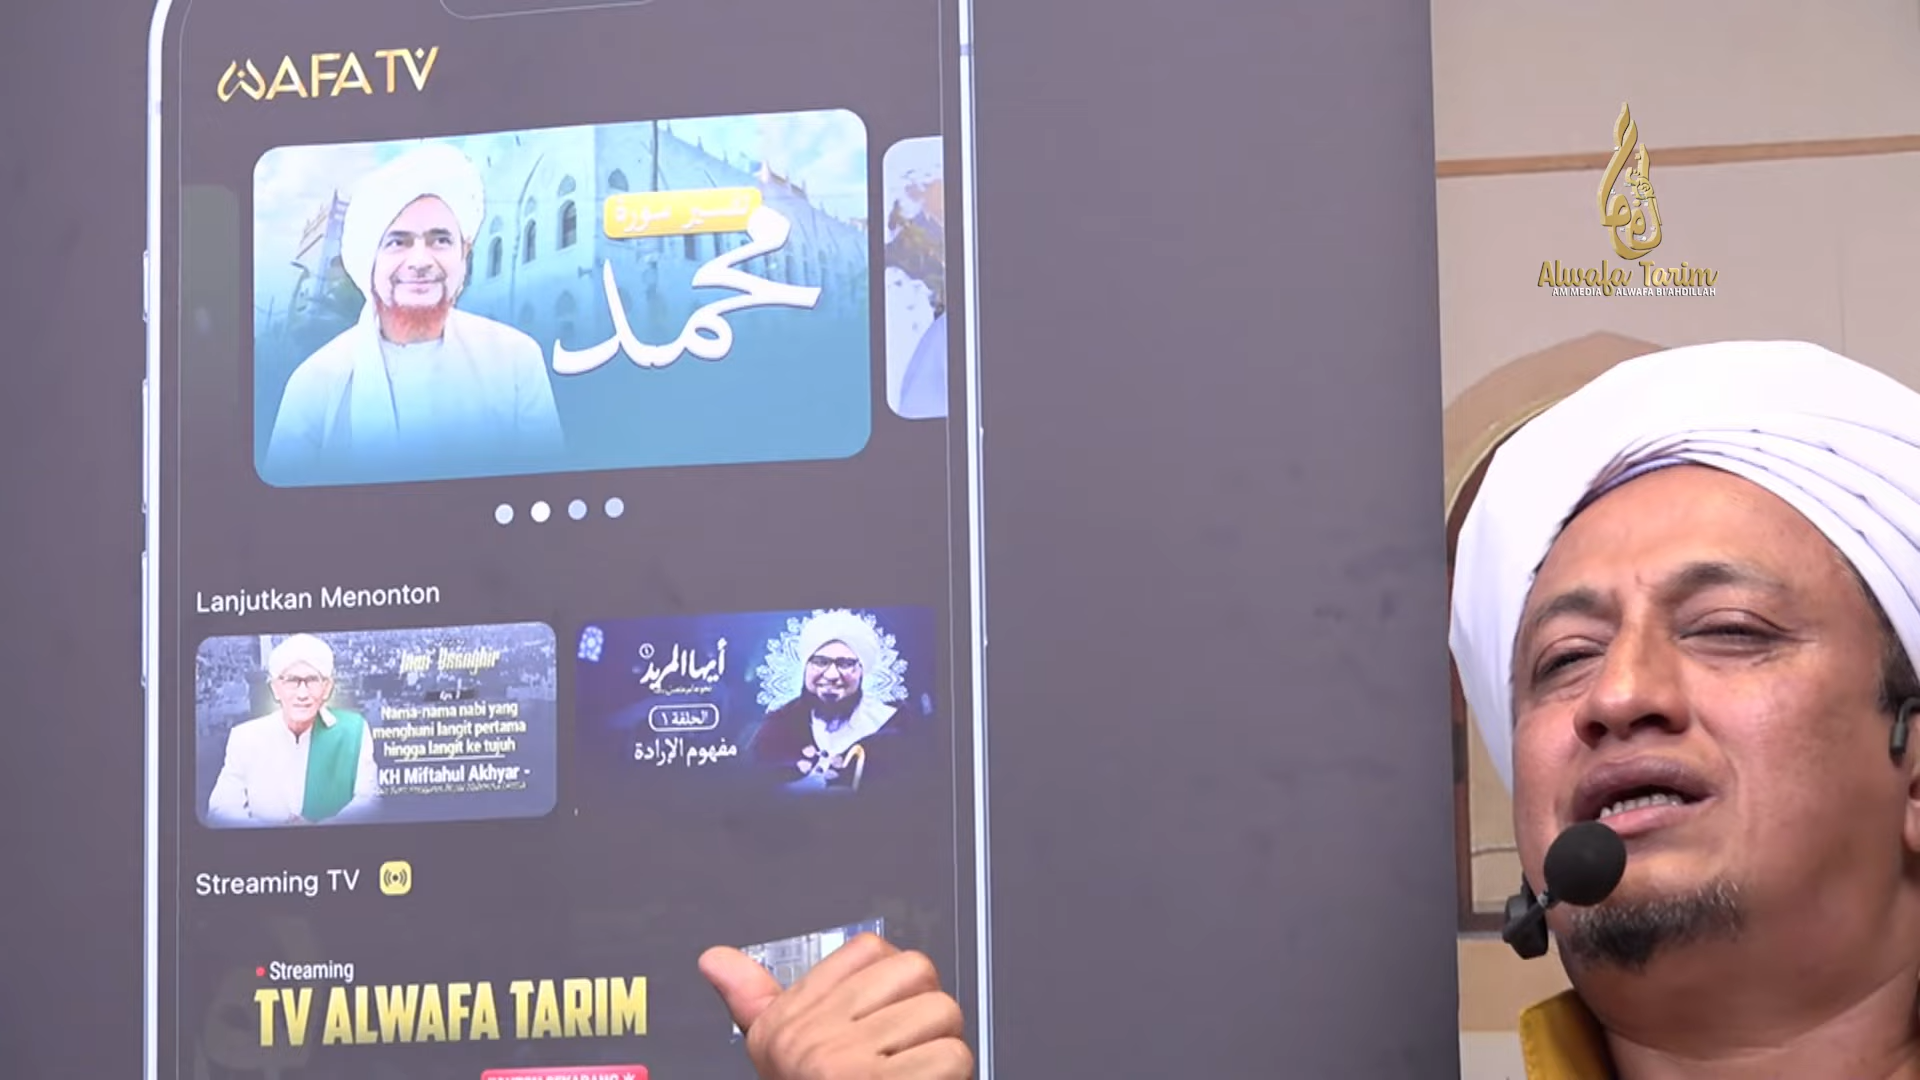 WAFA TV
تفسير سورة
محمد
Lanjutkan Menonton
Nama-nama nabi yang
menghuni langit pertama
hingga langit ke tujuh
KH Miftahul Akhyar -
أيها المريد
الحلقة ١
مفهوم الإرادة
Streaming TV
Streaming
TV ALWAFA TARIM
Alwafa Tarim
AM MEDIA ALWAFA BI'AHDILLAH